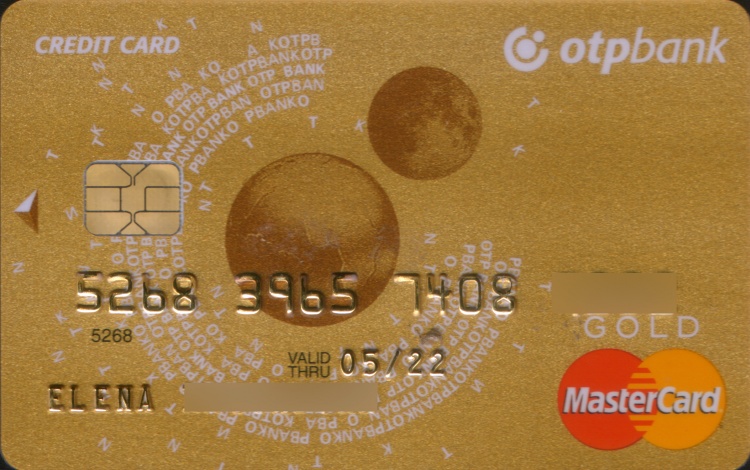 CREDIT CARD
otpbank
5268 3965 7408
5268
GOLD
VALID THRU 05/22
ELENA
MasterCard